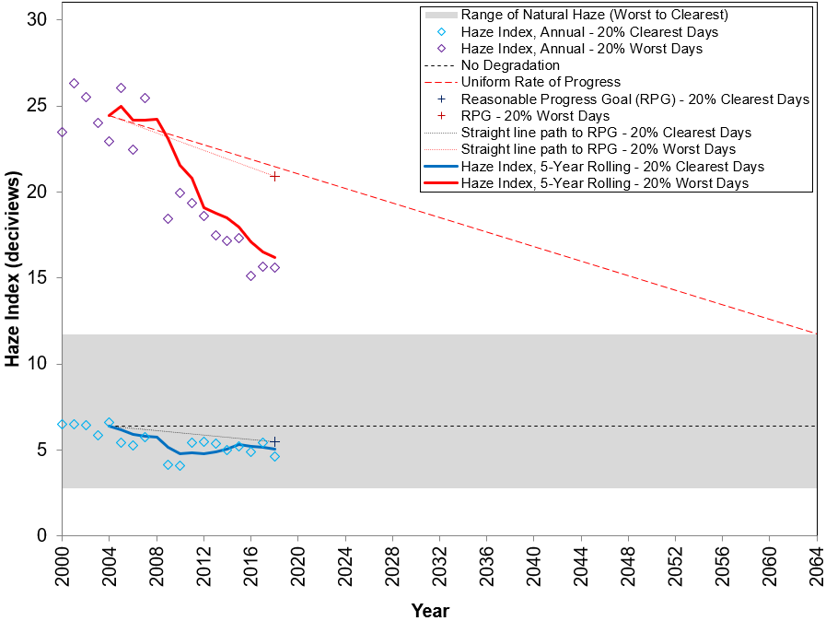 30
25
20
15
10
5
0
Haze Index (deciviews)
Range of Natural Haze (Worst to Clearest)
Haze Index, Annual - 20% Clearest Days
Haze Index, Annual - 20% Worst Days
No Degradation
Uniform Rate of Progress
Reasonable Progress Goal (RPG) - 20% Clearest Days
RPG - 20% Worst Days
Straight line path to RPG - 20% Clearest Days
Straight line path to RPG - 20% Worst Days
Haze Index, 5-Year Rolling - 20% Clearest Days
Haze Index, 5-Year Rolling - 20% Worst Days
2000
2004
2008
2012
2016
2020
2024
2028
2032
2036
2040
2044
2048
2052
2056
2060
2064
Year